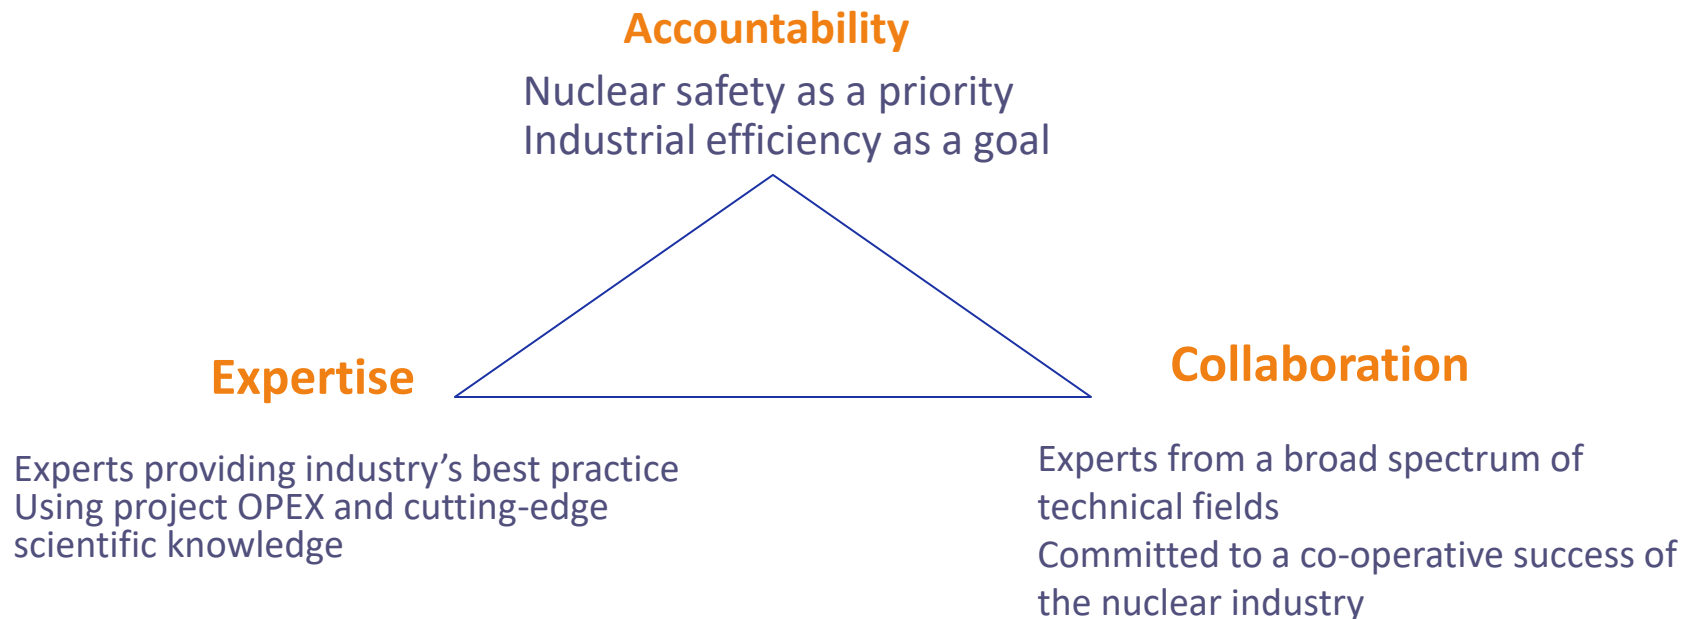 Accountability
Nuclear safety as a priority
Industrial efficiency as a goal
Expertise
Experts providing industry’s best practice
Using project OPEX and cutting-edge
scientific knowledge
Collaboration
Experts from a broad spectrum of
technical fields
Committed to a co-operative success of
the nuclear industry